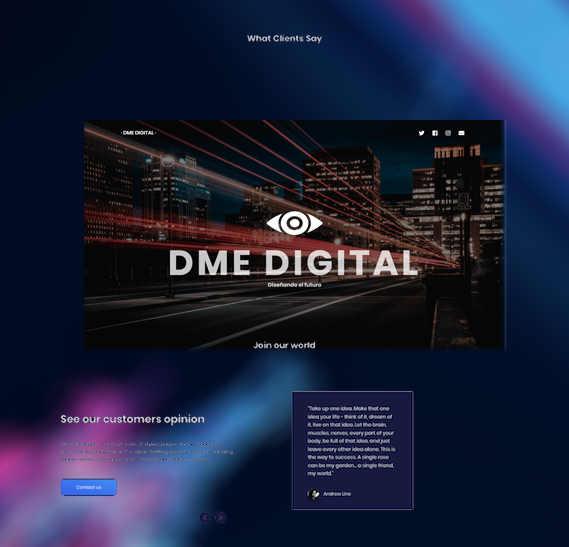 What Clients Say
• DME DIGITAL •
DME DIGITAL
Diseñando el futuro
Join our world
See our customers opinion
Contact us
"Take up one idea. Make that one
idea your life - think of it, dream of
it, live on that idea. Let the brain,
muscles, nerves, every part of your
body, be full of that idea, and just
leave every other idea alone. This is
the way to success. A single rose
can be my garden... a single friend,
my world."
Andrew Lino